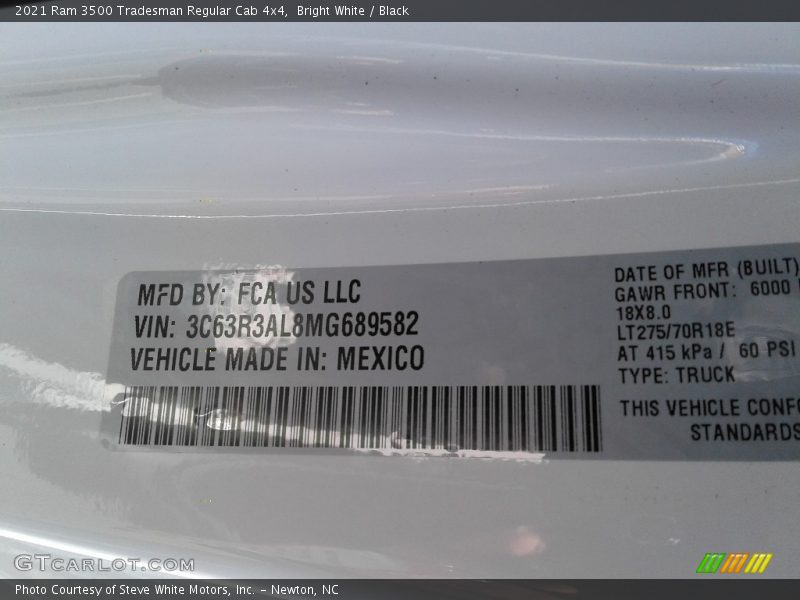 2021 Ram 3500 Tradesman Regular Cab 4x4,  Bright White / Black
MFD BY: FCA US LLC
VIN: 3C63R3AL8MG689582
VEHICLE MADE IN: MEXICO
DATE OF MFR (BUILT)
GAWR FRONT: 6000
18X8.0
LT275/70R18E
AT 415 kPa / 60 PSI
TYPE: TRUCK
THIS VEHICLE CONFO
STANDARDS
GTCARLOT.COM
Photo Courtesy of Steve White Motors, Inc. – Newton, NC